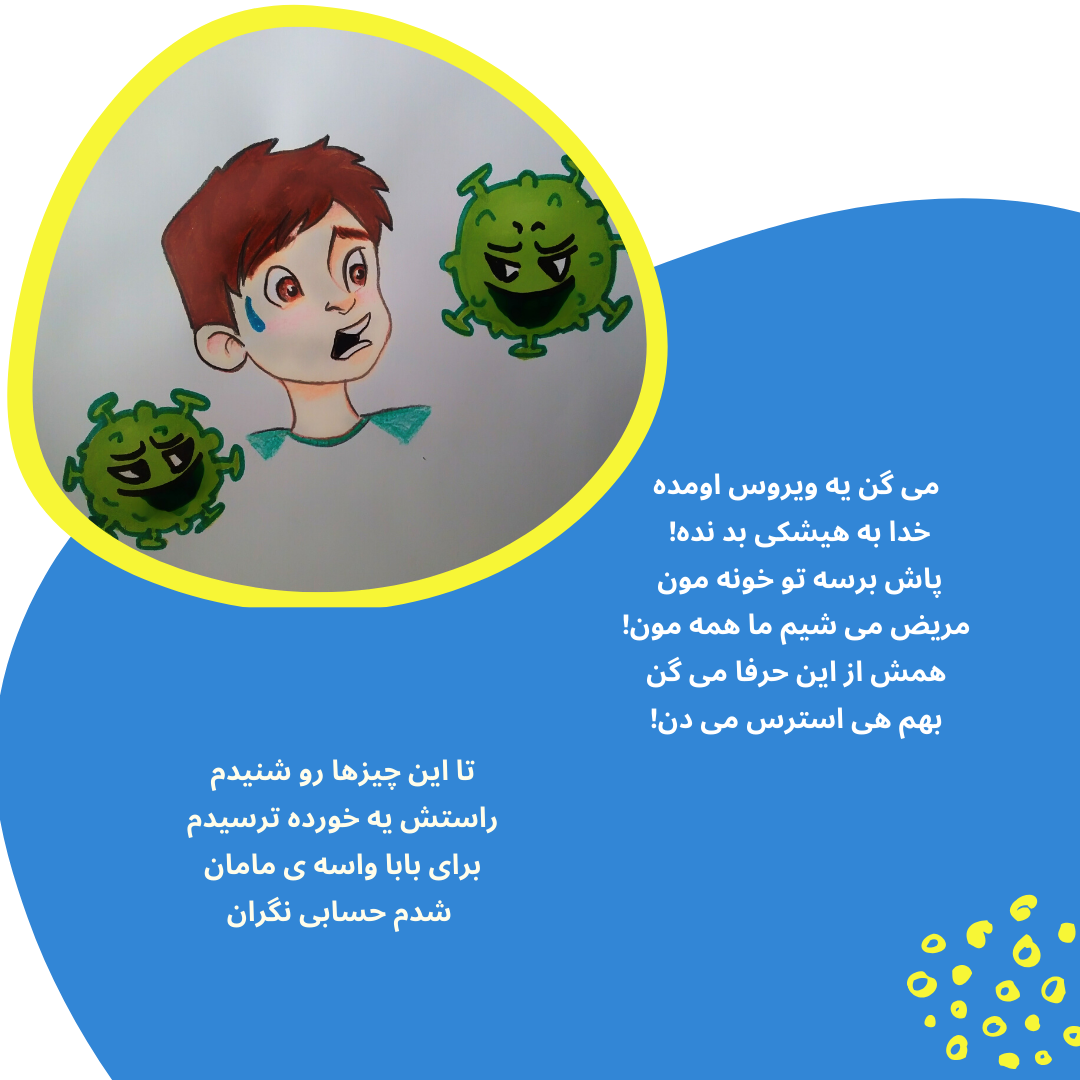 می گن یه ویروس اومده
خدا به هیشکی بد نده!
پاش برسه تو خونه مون
مریض می شیم ما همه مون!
همش از این حرفا می گن
بهم هی استرس می دن!
تا این چیزها رو شنیدم
راستش یه خورده ترسیدم
برای بابا واسه ی مامان
شدم حسابی نگران